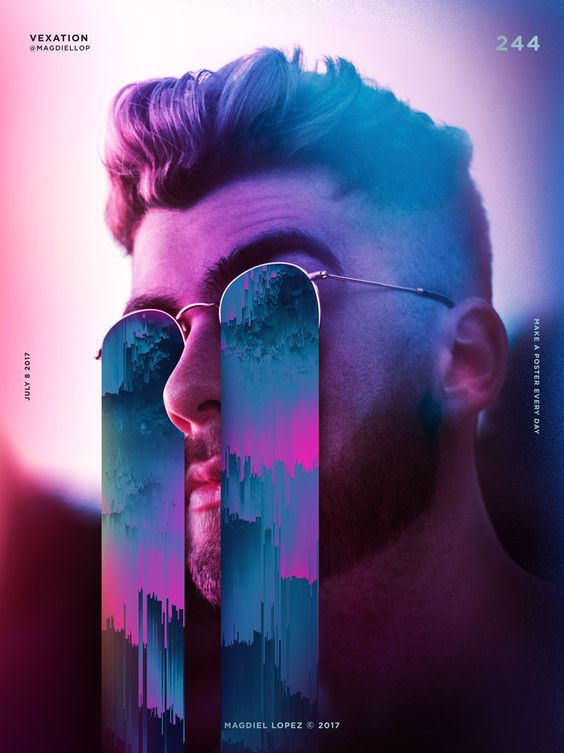 VEXATION
@MAGDIELLOP
244
JULY 8 2017
MAKE A POSTER EVERY DAY
MAGDIEL LOPEZ © 2017